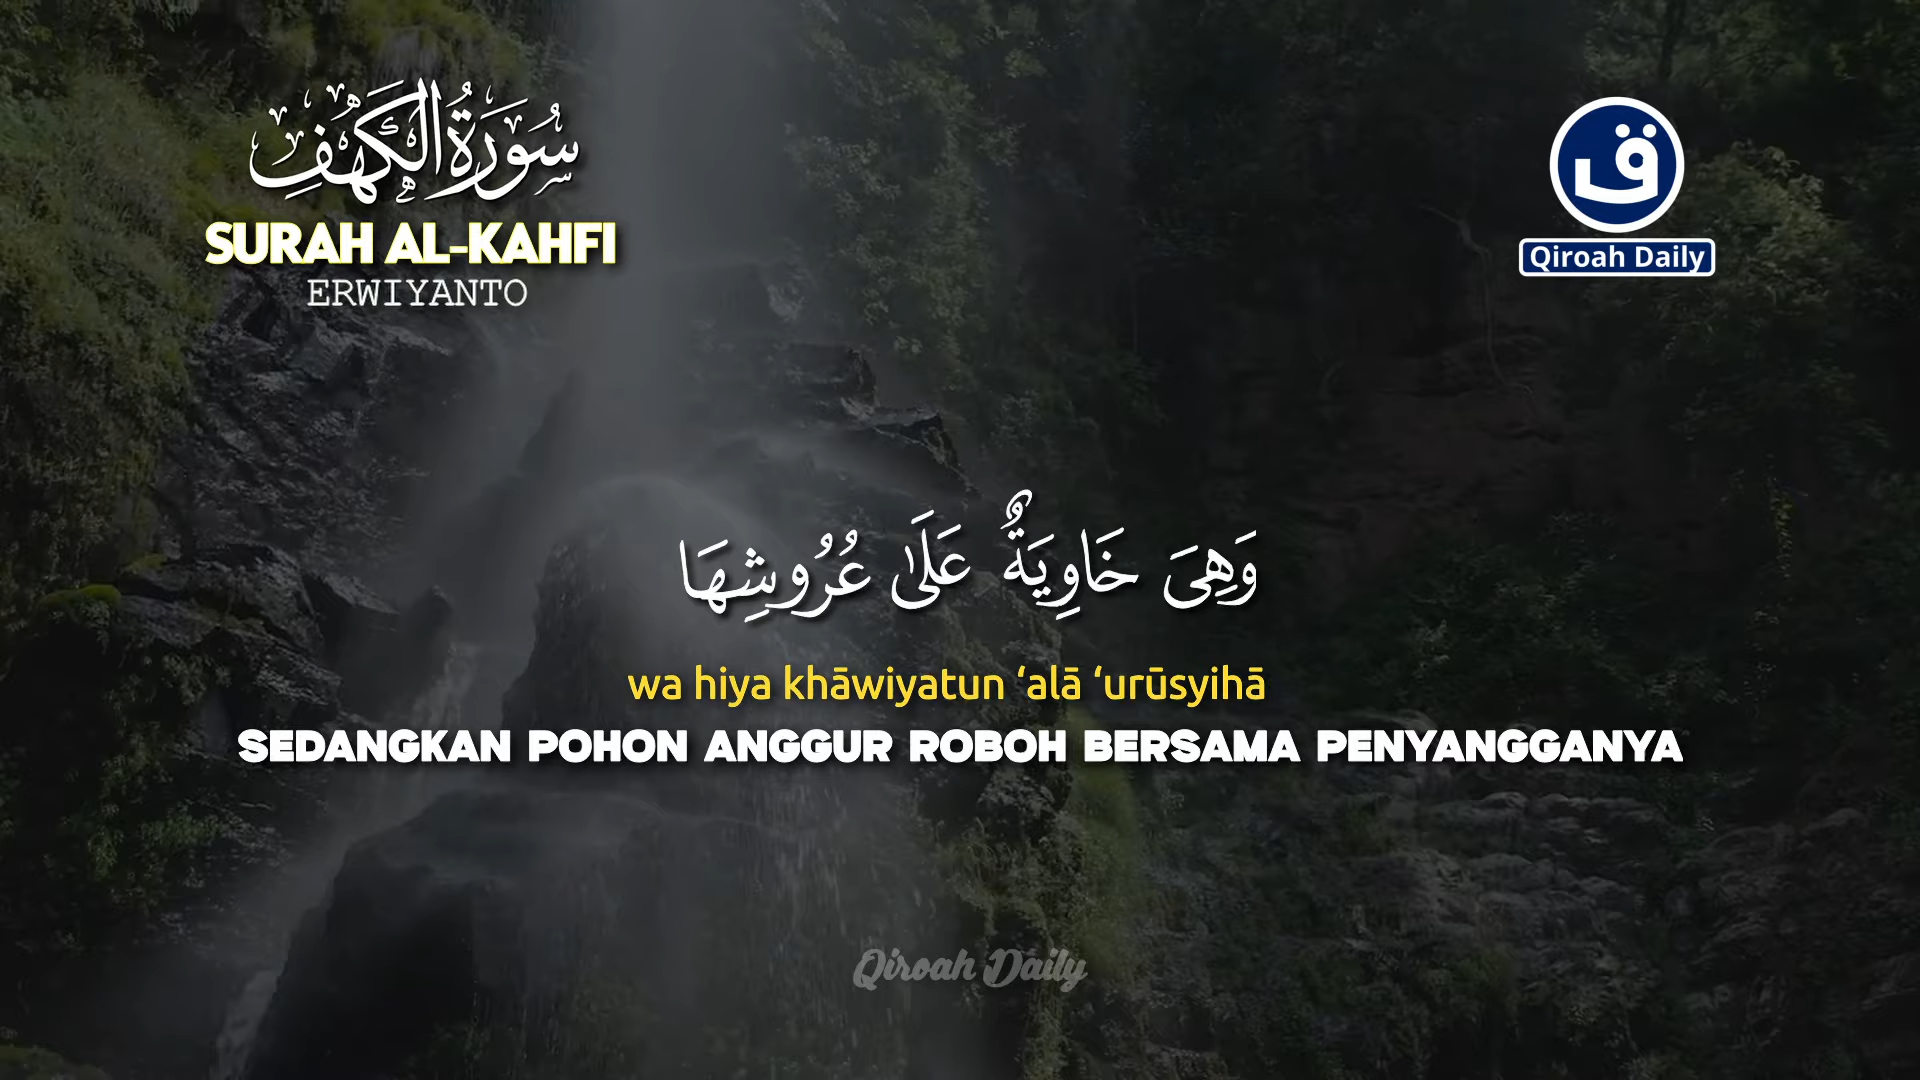 سُورَةُ الْكَهْفِ
SURAH AL-KAHFI
ERWIYANTO
ق
Qiroah Daily
وَهِىَ خَاوِيَةٌ عَلَىٰ عُرُوشِهَا
wa hiya khāwiyatun ‘alā ‘urūsyihā
SEDANGKAN POHON ANGGUR ROBOH BERSAMA PENYANGGANYA
Qiroah Daily